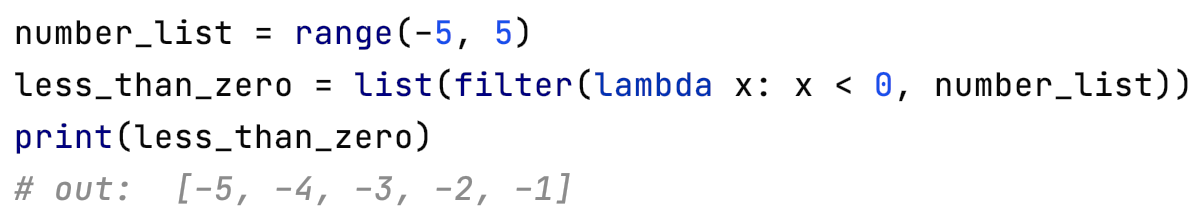 number_list = range(-5, 5)
less_than_zero = list(filter(lambda x: x < 0, number_list))
print(less_than_zero)
# out:  [-5, -4, -3, -2, -1]